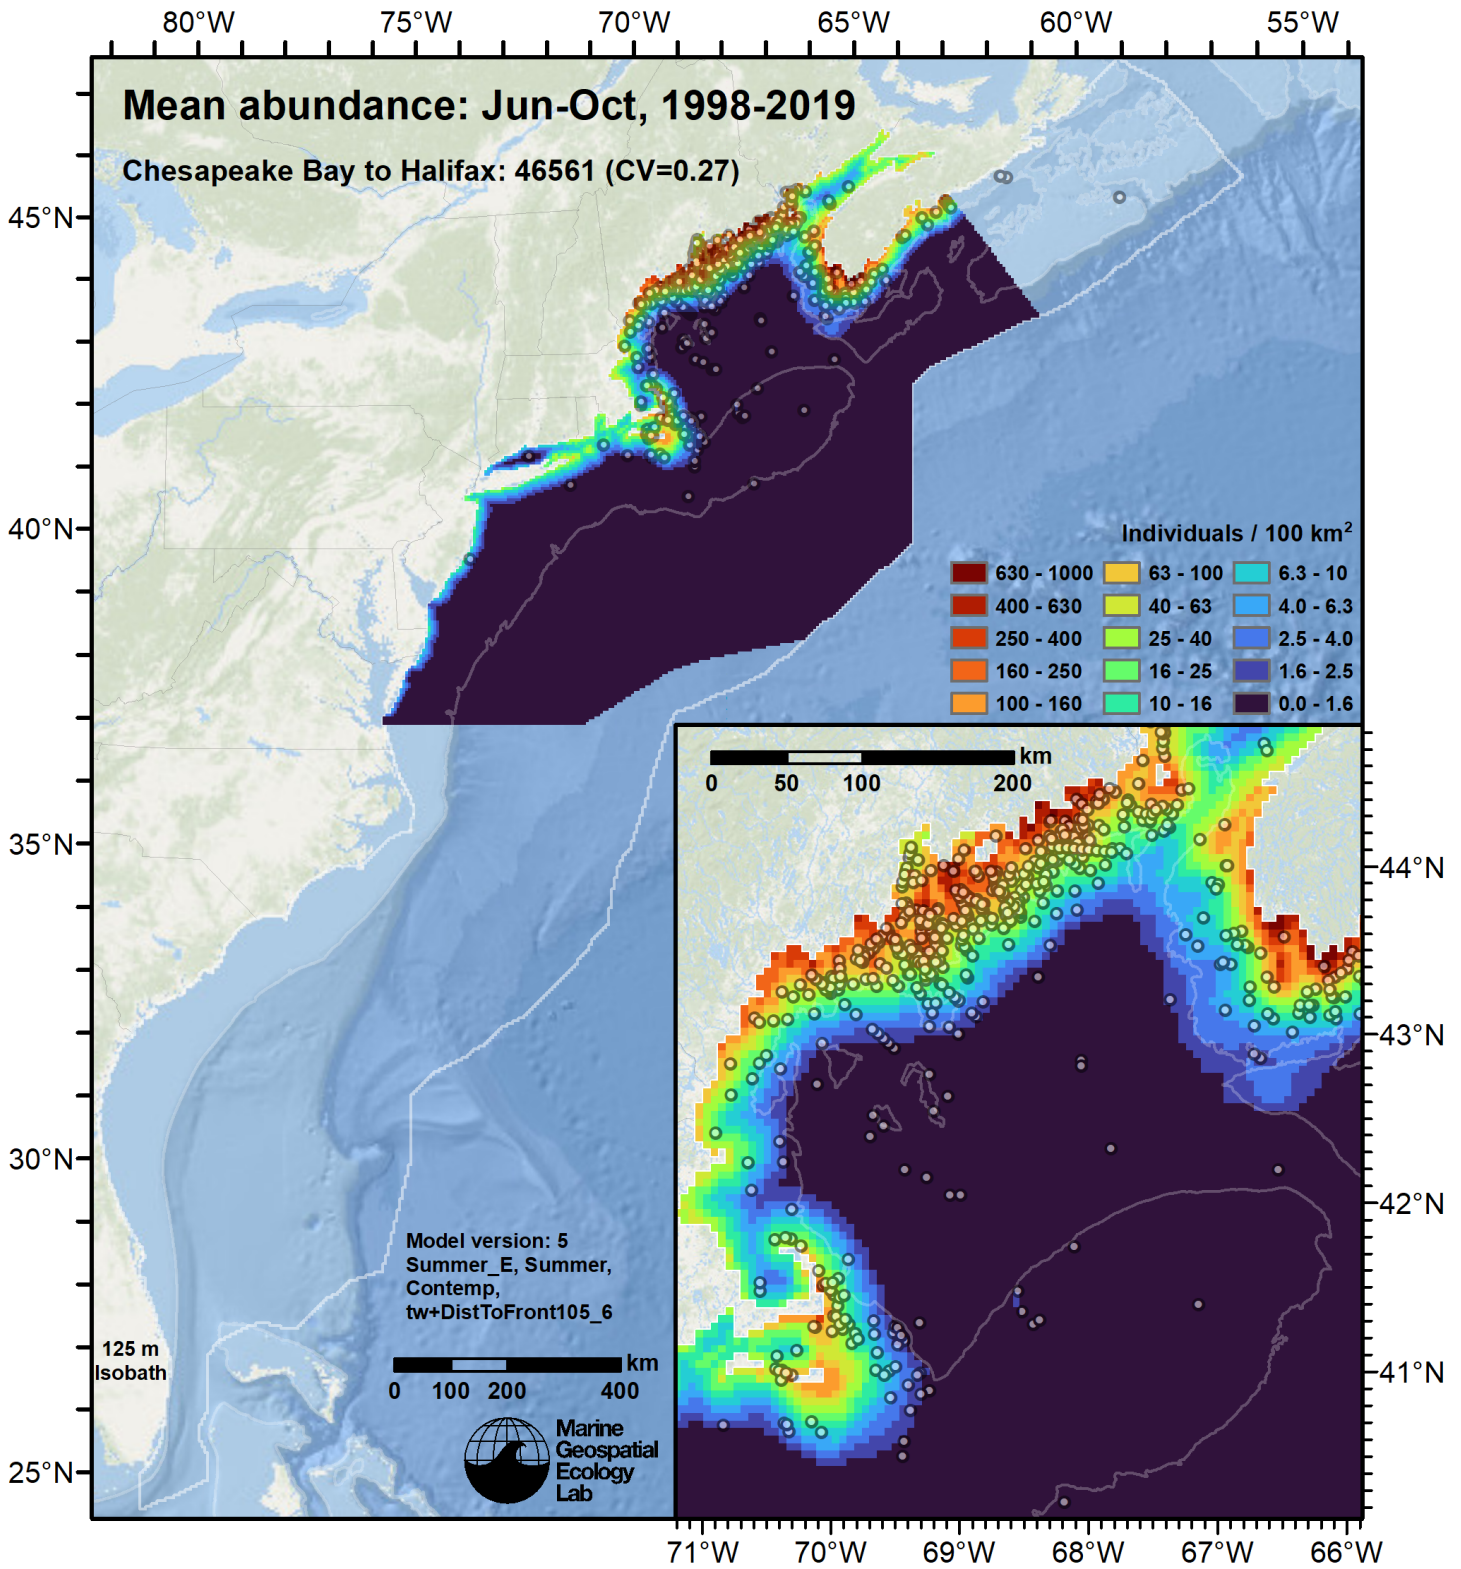 80°W 75°W 70°W 65°W 60°W 55°W
Mean abundance: Jun-Oct, 1998-2019
Chesapeake Bay to Halifax: 46561 (CV=0.27)
45°N
40°N
35°N
30°N
25°N
Individuals / 100 km²
630 - 1000 63 - 100 6.3 - 10
400 - 630 40 - 63 4.0 - 6.3
250 - 400 25 - 40 2.5 - 4.0
160 - 250 16 - 25 1.6 - 2.5
100 - 160 10 - 16 0.0 - 1.6
km
0 50 100 200
44°N
43°N
42°N
41°N
Model version: 5
Summer_E, Summer,
Contemp,
tw+DistToFront105_6
125 m
Isobath
km
0 100 200 400
Marine
Geospatial
Ecology
Lab
71°W 70°W 69°W 68°W 67°W 66°W